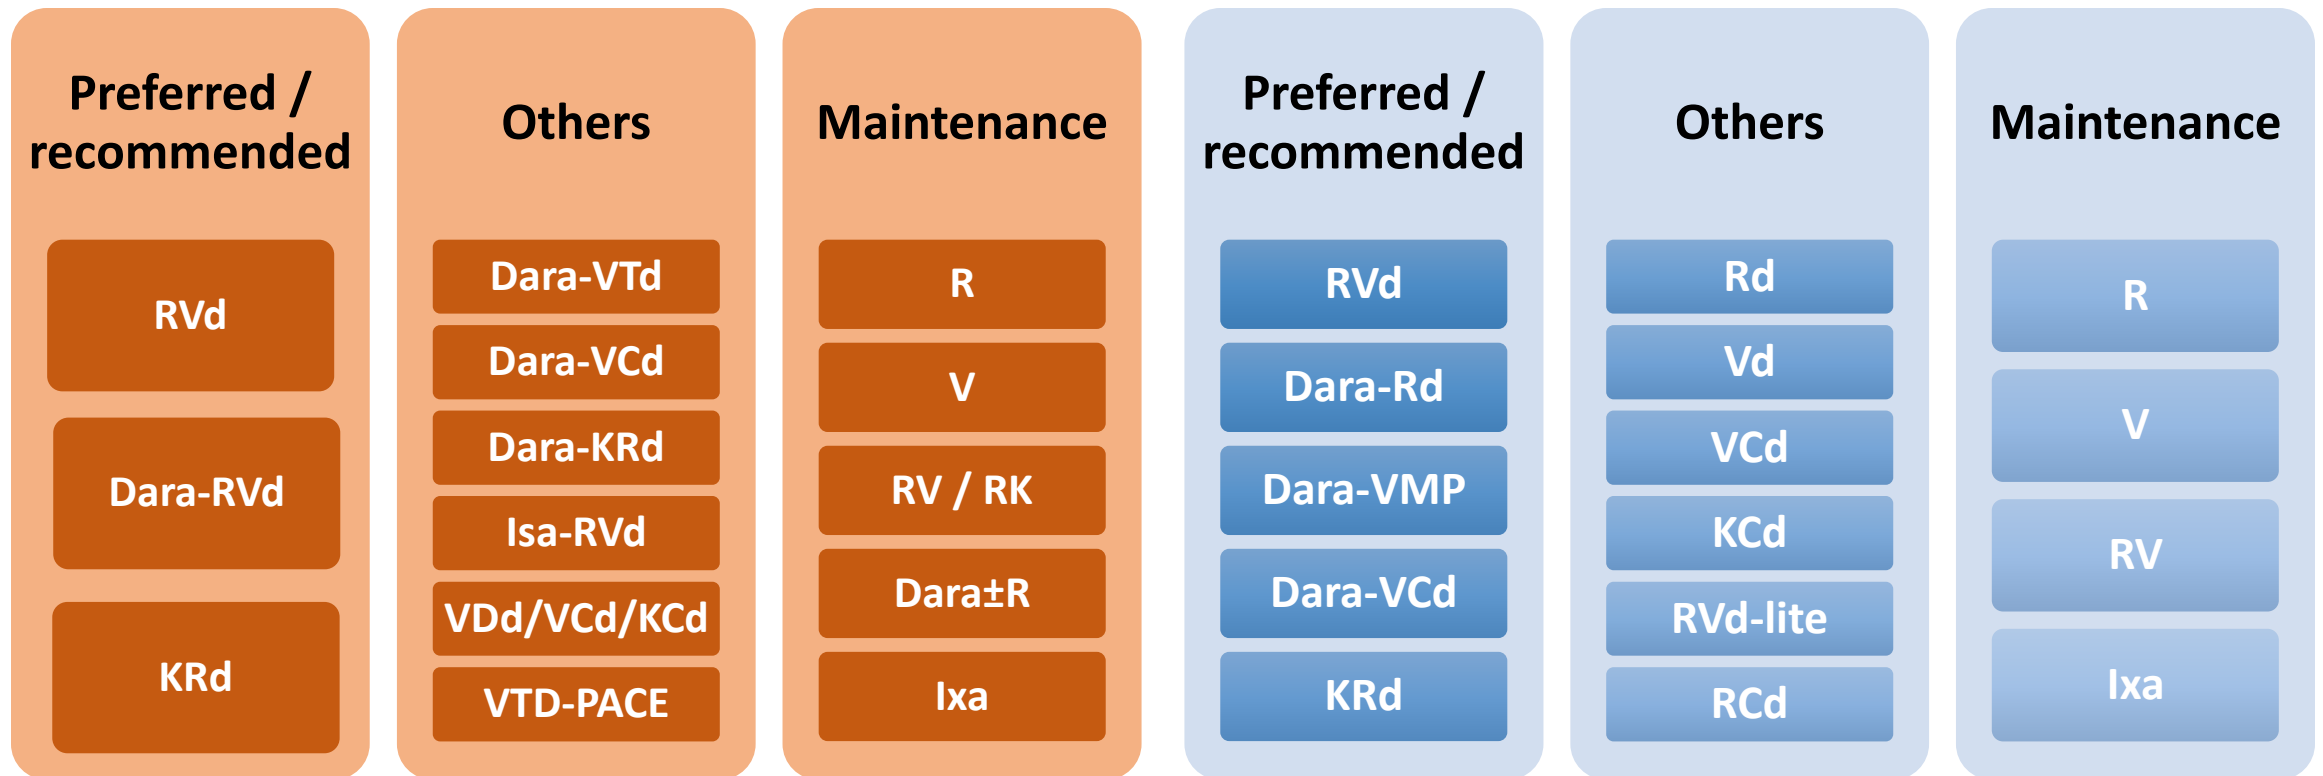 Preferred /
recommended
RVd
Dara-RVd
KRd
Others
Dara-VTd
Dara-VCd
Dara-KRd
Isa-RVd
VDd/VCd/KCd
VTD-PACE
Maintenance
R
V
RV / RK
Dara±R
Ixa
Preferred /
recommended
RVd
Dara-Rd
Dara-VMP
Dara-VCd
KRd
Others
Rd
Vd
VCd
KCd
RVd-lite
RCd
Maintenance
R
V
RV
Ixa